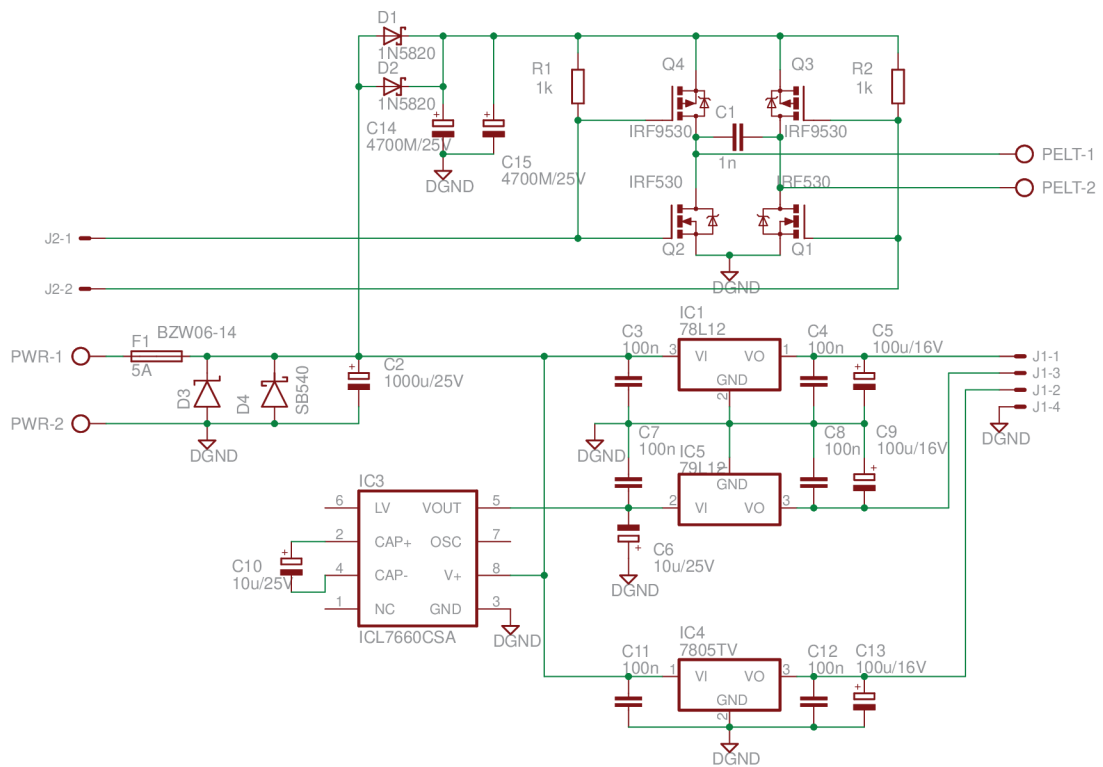 D1
1N5820
D2
1N5820
C14
4700M/25V
+
+
C15
4700M/25V
DGND
R1
1k
Q4
IRF9530
C1
1n
Q3
IRF9530
R2
1k
PELT-1
PELT-2
IRF530
IRF530
Q2
Q1
DGND
J2-1
J2-2
PWR-1
F1
5A
BZW06-14
PWR-2
D3
D4
SB540
+
C2
1000u/25V
DGND
C3
100n
IC1
78L12
3
VI
VO
1
GND
2
C4
100n
C5
100u/16V
+
J1-1
J1-3
J1-2
J1-4
DGND
DGND
C7
100n
IC5
79L12
1
GND
2
VI
VO
3
C8
100n
C9
100u/16V
+
C6
10u/25V
+
DGND
IC3
6
LV
VOUT
5
2
CAP+
OSC
7
4
CAP-
V+
8
1
NC
GND
3
ICL7660CSA
C10
10u/25V
+
DGND
C11
100n
IC4
7805TV
1
VI
VO
3
GND
2
C12
100n
C13
100u/16V
+
DGND